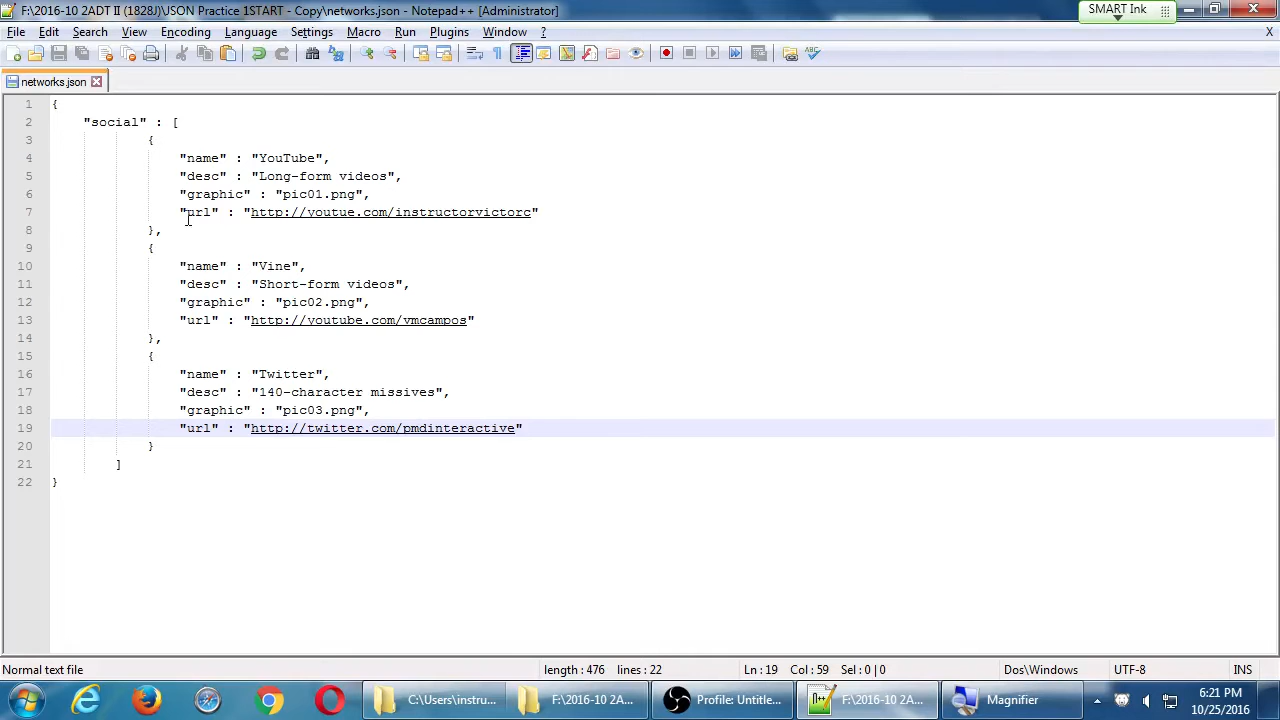 F:\2016-10 2ADT II (1828J)\JSON Practice 1START - Copy\networks.json - Notepad++ [Administrator]
SMART Ink
File Edit Search View Encoding Language Settings Macro Run Plugins Window ? X
networks.json
1 {
2 "social" : [
3 {
4 "name" : "YouTube",
5 "desc" : "Long-form videos",
6 "graphic" : "pic01.png",
7 "url" : "http://youtue.com/instructorvictorc"
8 },
9 {
10 "name" : "Vine",
11 "desc" : "Short-form videos",
12 "graphic" : "pic02.png",
13 "url" : "http://youtube.com/vmcampos"
14 },
15 {
16 "name" : "Twitter",
17 "desc" : "140-character missives",
18 "graphic" : "pic03.png",
19 "url" : "http://twitter.com/pmdinteractive"
20 }
21 ]
22 }
Normal text file length : 476 lines : 22 Ln : 19 Col : 59 Sel : 0 | 0 Dos\Windows UTF-8 INS
C:\Users\instru... F:\2016-10 2A... Profile: Untitle... F:\2016-10 2A... Magnifier 6:21 PM
10/25/2016